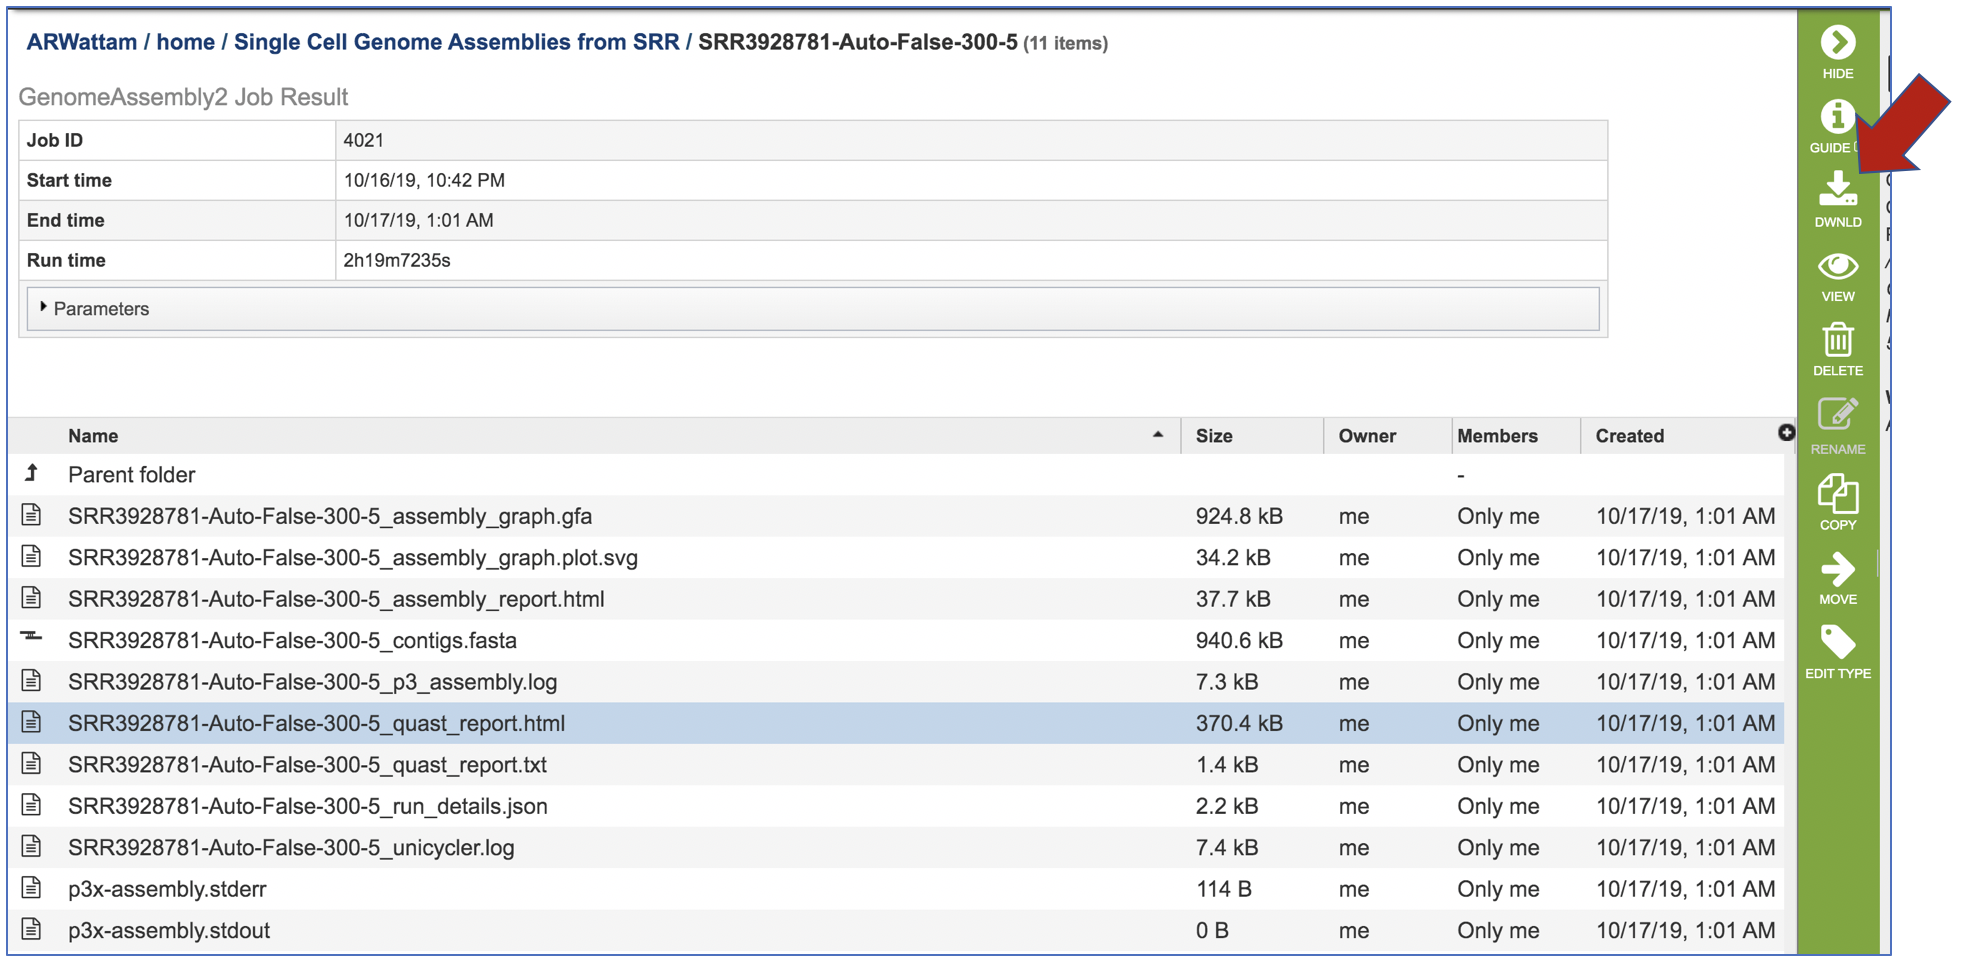 ARWattam / home / Single Cell Genome Assemblies from SRR / SRR3928781-Auto-False-300-5 (11 items)
GenomeAssembly2 Job Result
Job ID 4021
Start time 10/16/19, 10:42 PM
End time 10/17/19, 1:01 AM
Run time 2h19m7235s
Parameters
Name Size Owner Members Created
Parent folder -
SRR3928781-Auto-False-300-5_assembly_graph.gfa 924.8 kB me Only me 10/17/19, 1:01 AM
SRR3928781-Auto-False-300-5_assembly_graph.plot.svg 34.2 kB me Only me 10/17/19, 1:01 AM
SRR3928781-Auto-False-300-5_assembly_report.html 37.7 kB me Only me 10/17/19, 1:01 AM
SRR3928781-Auto-False-300-5_contigs.fasta 940.6 kB me Only me 10/17/19, 1:01 AM
SRR3928781-Auto-False-300-5_p3_assembly.log 7.3 kB me Only me 10/17/19, 1:01 AM
SRR3928781-Auto-False-300-5_quast_report.html 370.4 kB me Only me 10/17/19, 1:01 AM
SRR3928781-Auto-False-300-5_quast_report.txt 1.4 kB me Only me 10/17/19, 1:01 AM
SRR3928781-Auto-False-300-5_run_details.json 2.2 kB me Only me 10/17/19, 1:01 AM
SRR3928781-Auto-False-300-5_unicycler.log 7.4 kB me Only me 10/17/19, 1:01 AM
p3x-assembly.stderr 114 B me Only me 10/17/19, 1:01 AM
p3x-assembly.stdout 0 B me Only me 10/17/19, 1:01 AM
HIDE
GUIDE
DWNLD
VIEW
DELETE
RENAME
COPY
MOVE
EDIT TYPE